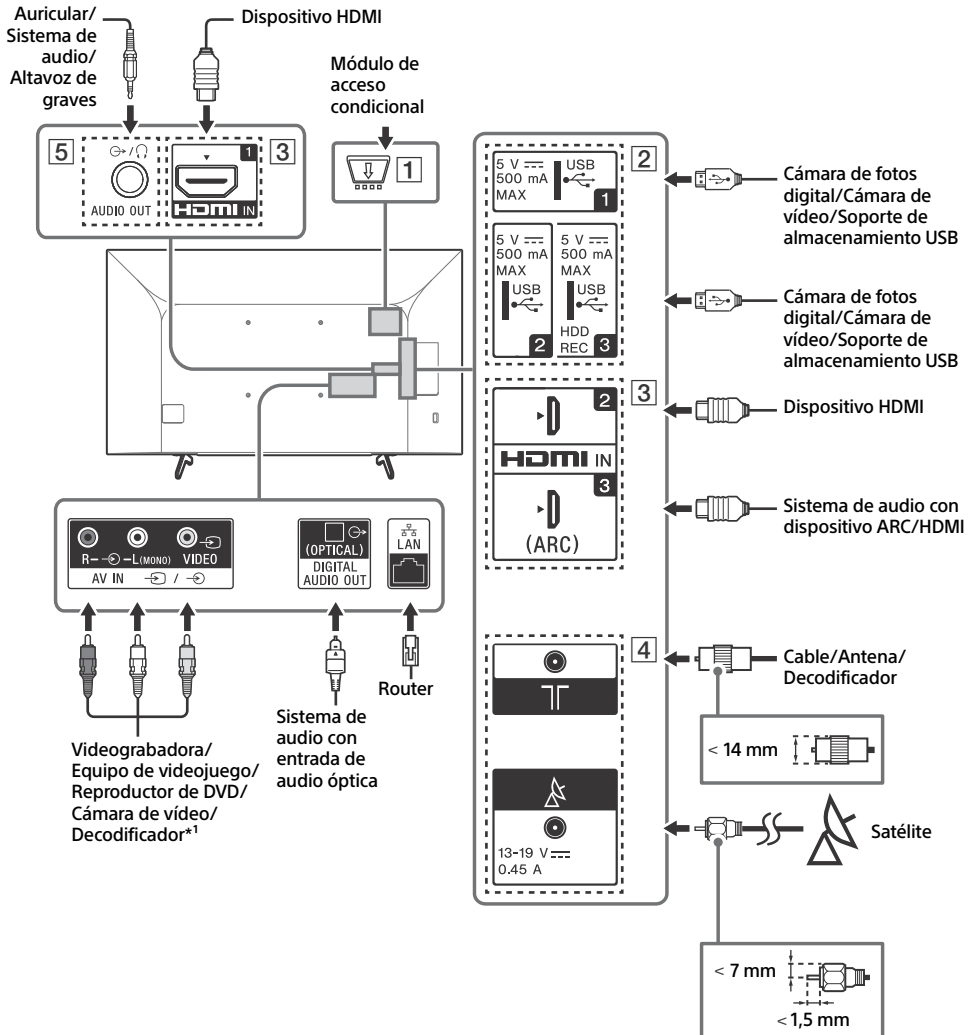 Auricular/
Sistema de
audio/
Altavoz de
graves
Dispositivo HDMI
Módulo de
acceso
condicional
5
AUDIO OUT
1
HDMI IN
3
1
5 V
500 mA
MAX
USB
1
2
Cámara de fotos
digital/Cámara de
vídeo/Soporte de
almacenamiento USB
5 V
500 mA
MAX
USB
2
5 V
500 mA
MAX
USB
HDD
REC 3
Cámara de fotos
digital/Cámara de
vídeo/Soporte de
almacenamiento USB
2
3
HDMI IN
Dispositivo HDMI
3
(ARC)
Sistema de audio con
dispositivo ARC/HDMI
R- -L(MONO) VIDEO
AV IN /
(OPTICAL)
DIGITAL
AUDIO OUT
LAN
Videograbadora/
Equipo de videojuego/
Reproductor de DVD/
Cámara de vídeo/
Decodificador*1
Sistema de
audio con
entrada de
audio óptica
Router
4
Cable/Antena/
Decodificador
< 14 mm
13-19 V
0.45 A
Satélite
< 7 mm
< 1,5 mm